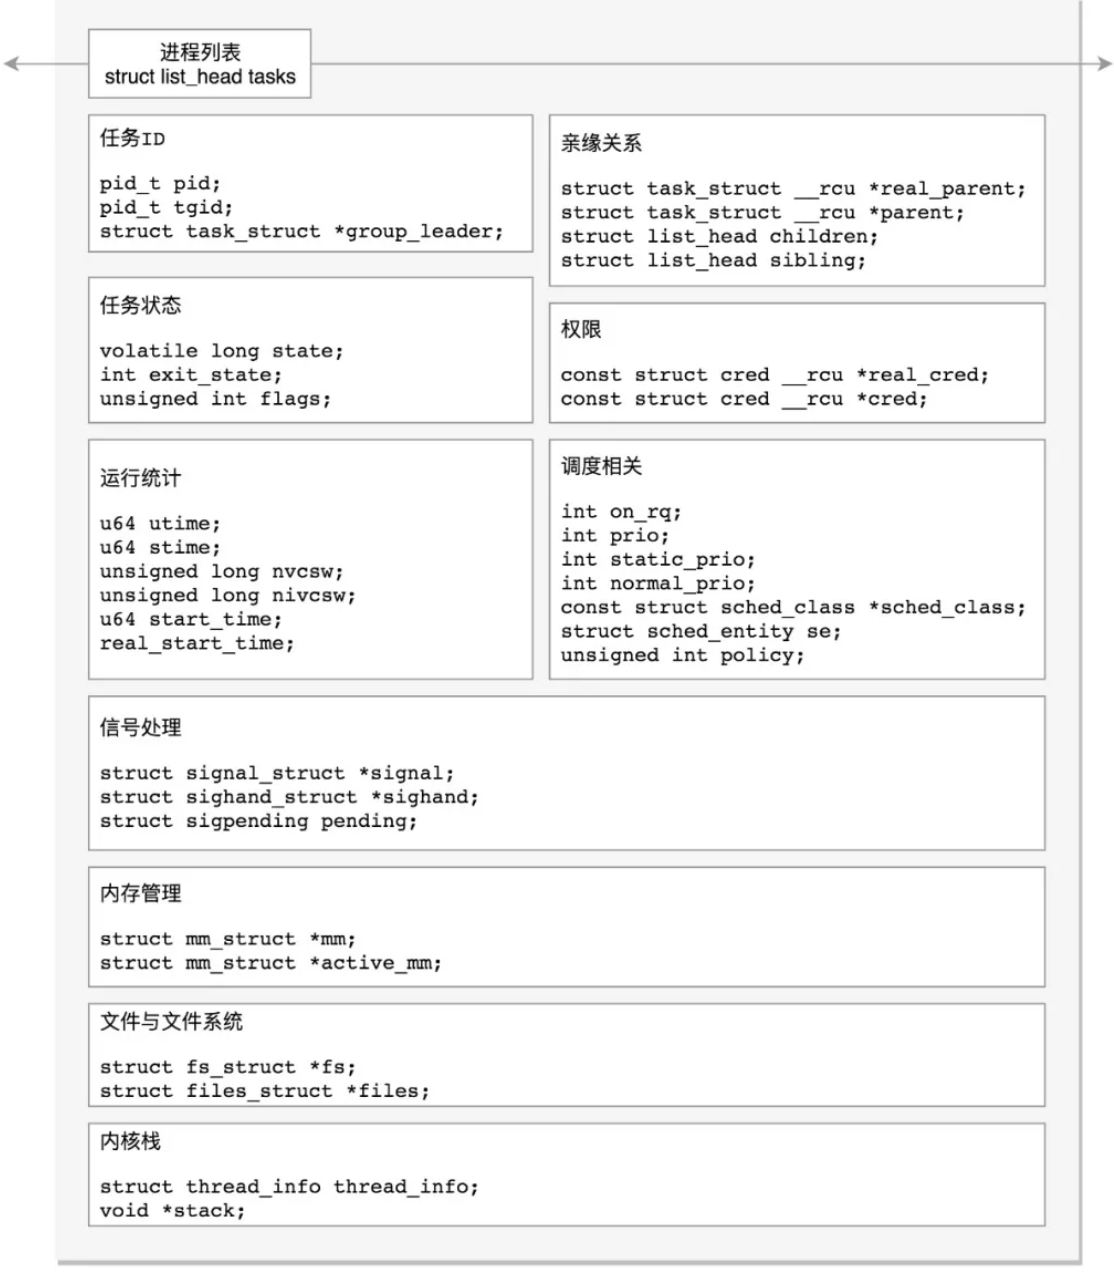 进程列表
struct list_head tasks
任务ID
pid_t pid;
pid_t tgid;
struct task_struct *group_leader;
亲缘关系
struct task_struct __rcu *real_parent;
struct task_struct __rcu *parent;
struct list_head children;
struct list_head sibling;
任务状态
volatile long state;
int exit_state;
unsigned int flags;
权限
const struct cred __rcu *real_cred;
const struct cred __rcu *cred;
运行统计
u64 utime;
u64 stime;
unsigned long nvcsw;
unsigned long nivcsw;
u64 start_time;
real_start_time;
调度相关
int on_rq;
int prio;
int static_prio;
int normal_prio;
const struct sched_class *sched_class;
struct sched_entity se;
unsigned int policy;
信号处理
struct signal_struct *signal;
struct sighand_struct *sighand;
struct sigpending pending;
内存管理
struct mm_struct *mm;
struct mm_struct *active_mm;
文件与文件系统
struct fs_struct *fs;
struct files_struct *files;
内核栈
struct thread_info thread_info;
void *stack;